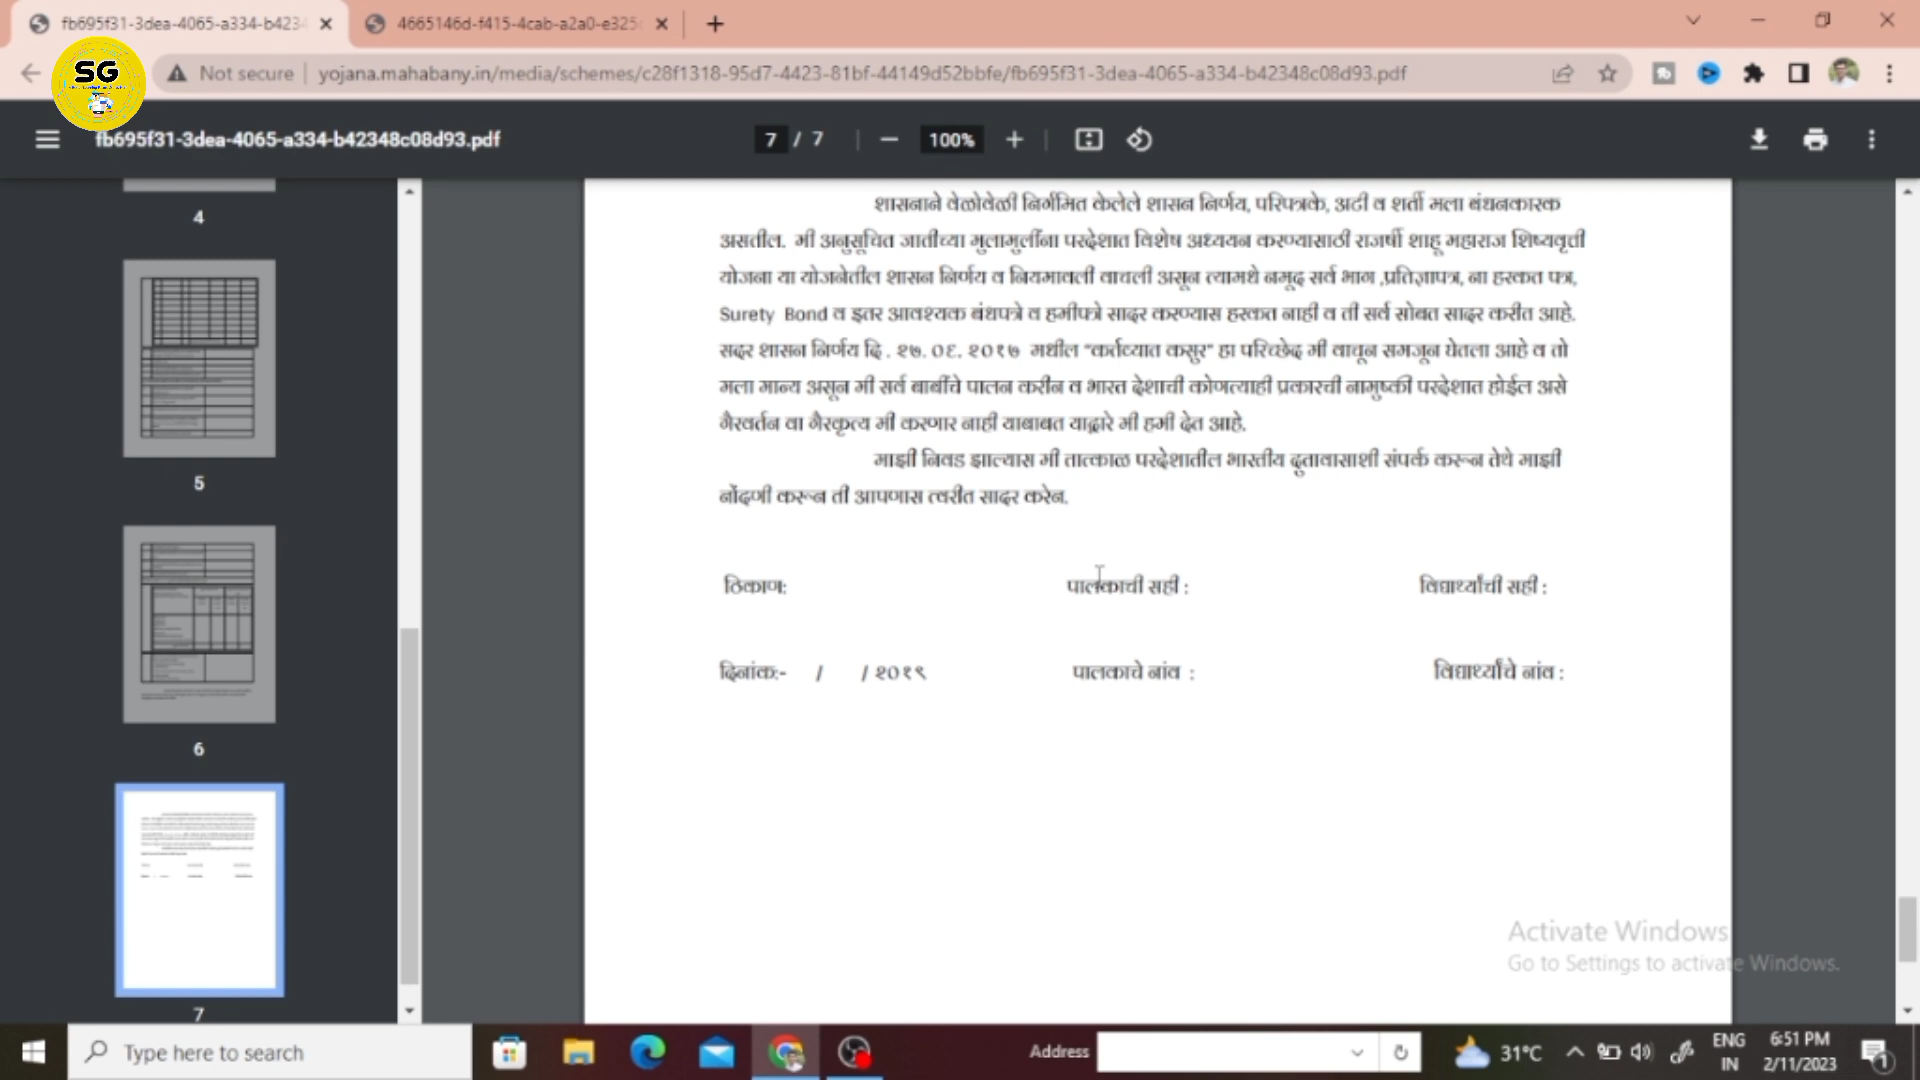 fb695f31-3dea-4065-a334-b423
4665146d-f415-4cab-a2a0-e325
SG
Not secure
yojana.mahabany.in/media/schemes/c28f1318-95d7-4423-81bf-44149d52bbfe/fb695f31-3dea-4065-a334-b42348c08d93.pdf
fb695f31-3dea-4065-a334-b42348c08d93.pdf
7 / 7
100%
4
5
6
7
शासनाने वेळोवेळी निर्गमित केलेले शासन निर्णय, परिपत्रके, अटी व शर्ती मला बंधनकारक
असतील. मी अनुसूचित जातीच्या मुलामुलींना परदेशात विशेष अध्ययन करण्यासाठी राजर्षी शाहू महाराज शिष्यवृत्ती
योजना या योजनेतील शासन निर्णय व नियमावली वाचली असून त्यामधे नमूद सर्व भाग ,प्रतिज्ञापत्र, ना हरकत पत्र,
Surety Bond व इतर आवश्यक बंधपत्रे व हमीपत्रे सादर करण्यास हरकत नाही व ती सर्व सोबत सादर करीत आहे.
सदर शासन निर्णय दि . २७. ०६. २०१७ मधील "कर्तव्यात कसुर" हा परिच्छेद मी वाचून समजून घेतला आहे व तो
मला मान्य असून मी सर्व बाबींचे पालन करीन व भारत देशाची कोणत्याही प्रकारची नामुष्की परदेशात होईल असे
गैरवर्तन वा गैरकृत्य मी करणार नाही याबाबत याद्वारे मी हमी देत आहे.
माझी निवड झाल्यास मी तात्काळ परदेशातील भारतीय दुतावासाशी संपर्क करून तेथे माझी
नोंदणी करून ती आपणास त्वरीत सादर करेन.
ठिकाण: पालकाची सही : विद्यार्थ्यांची सही :
दिनांक:- / / २०१९ पालकाचे नांव : विद्यार्थ्यांचे नांव :
Activate Windows
Go to Settings to activate Windows.
Type here to search
Address
31°C
ENG
IN
6:51 PM
2/11/2023
1